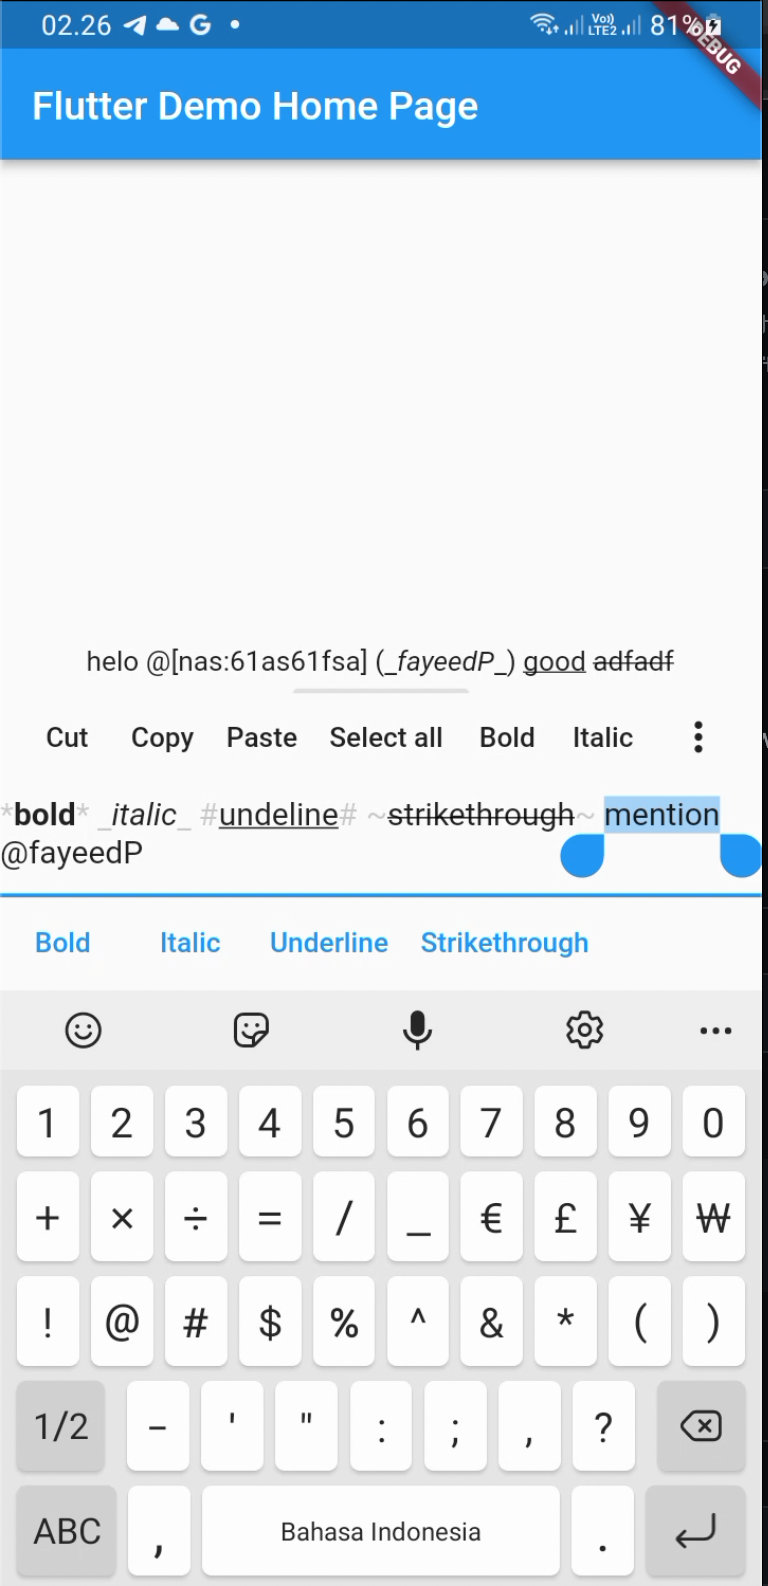 02.26 G Vo) LTE2 81%
DEBUG
Flutter Demo Home Page
helo @[nas:61as61fsa] (_fayeedP_) good adfadf
Cut Copy Paste Select all Bold Italic
*bold* _italic_ #undeline# ~strikethrough~ mention
@fayeedP
Bold Italic Underline Strikethrough
1 2 3 4 5 6 7 8 9 0
+ × ÷ = / _ € £ ¥ ₩
! @ # $ % ^ & * ( )
1/2 - ' " : ; , ?
ABC , Bahasa Indonesia .